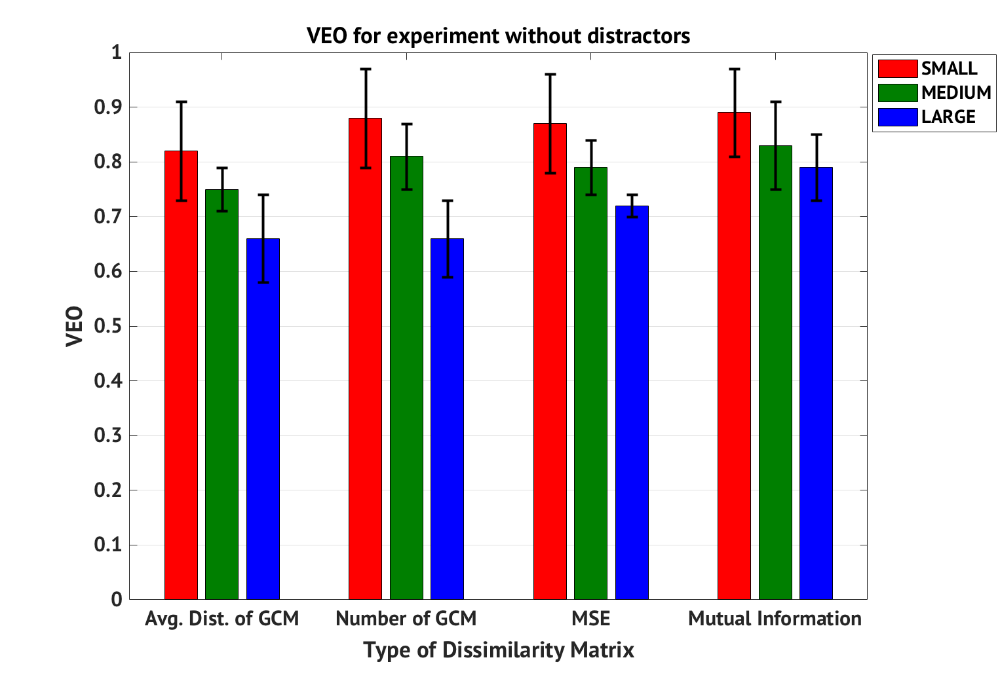 VEO for experiment without distractors
1
0.9
0.8
0.7
0.6
0.5
0.4
0.3
0.2
0.1
0
VEO
SMALL
MEDIUM
LARGE
Avg. Dist. of GCM
Number of GCM
MSE
Mutual Information
Type of Dissimilarity Matrix